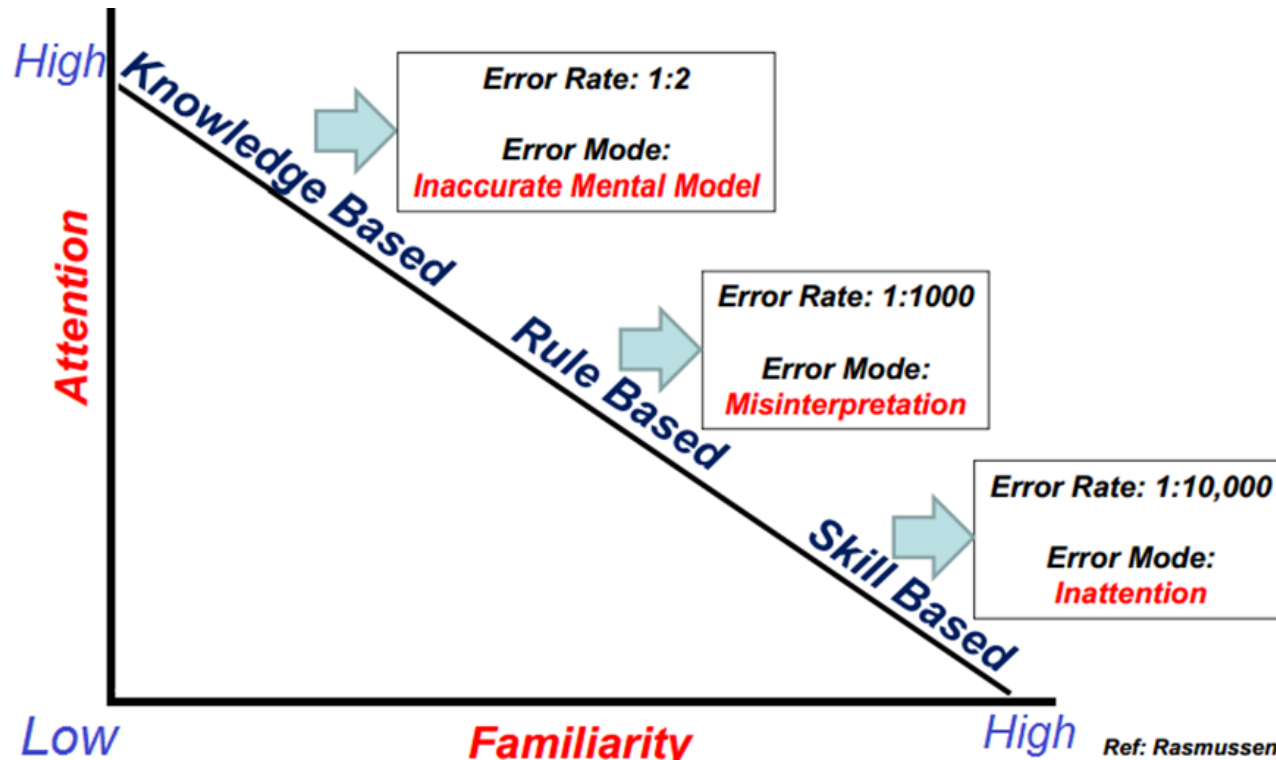 High
Knowledge Based
Error Rate: 1:2
Error Mode:
Inaccurate Mental Model
Attention
Rule Based
Error Rate: 1:1000
Error Mode:
Misinterpretation
Skill Based
Error Rate: 1:10,000
Error Mode:
Inattention
Low
Familiarity
High
Ref: Rasmussen